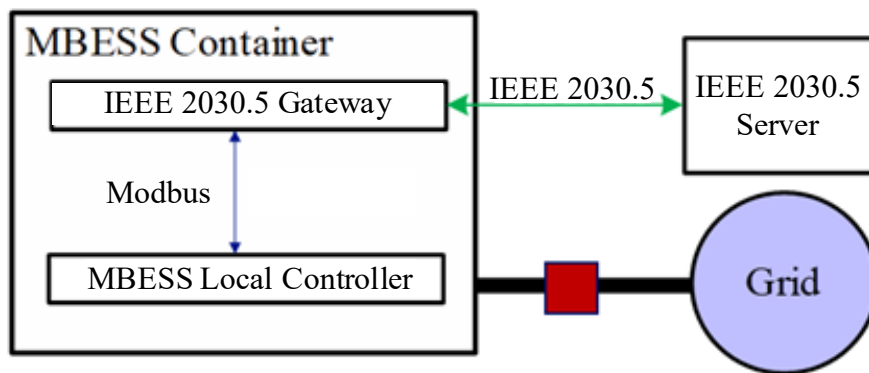 MBESS Container
IEEE 2030.5 Gateway
IEEE 2030.5
IEEE 2030.5
Server
Modbus
MBESS Local Controller
Grid